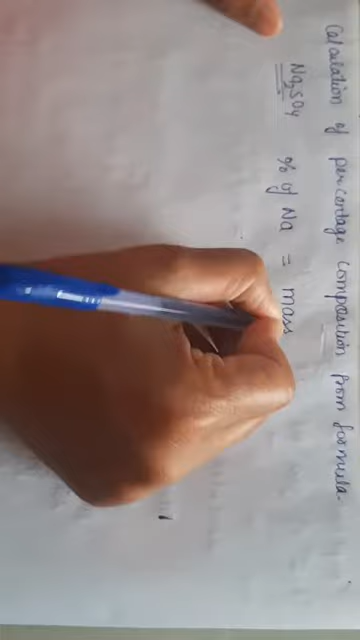 Calculation of percentage composition from formula.
Na₂SO₄ % of Na = mass